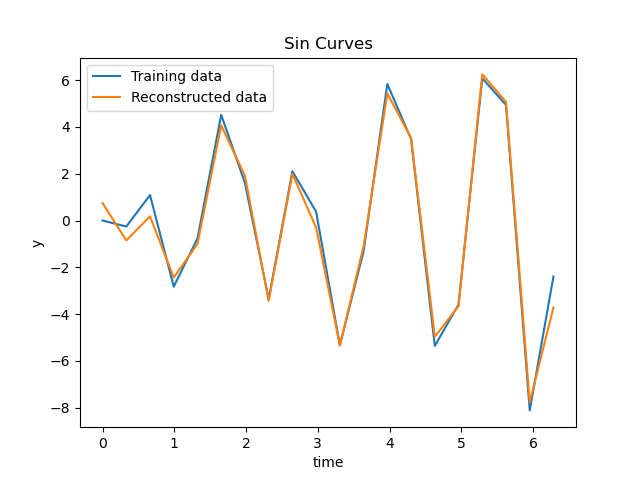 Sin Curves
Training data
Reconstructed data
6
4
2
0
−2
−4
−6
−8
y
0 1 2 3 4 5 6
time